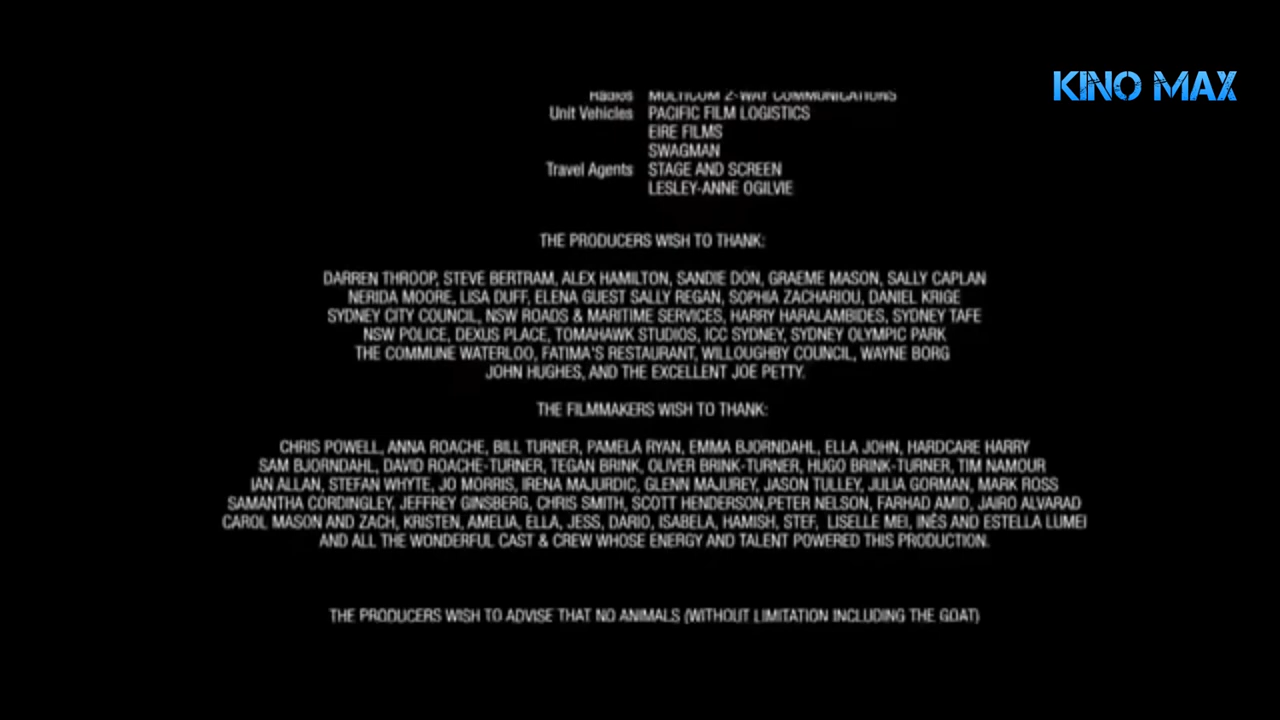 KINO MAX
Radios MULTICOM 2-WAY COMMUNICATIONS
Unit Vehicles PACIFIC FILM LOGISTICS
EIRE FILMS
SWAGMAN
Travel Agents STAGE AND SCREEN
LESLEY-ANNE OGILVIE
THE PRODUCERS WISH TO THANK:
DARREN THROOP, STEVE BERTRAM, ALEX HAMILTON, SANDIE DON, GRAEME MASON, SALLY CAPLAN
NERIDA MOORE, LISA DUFF, ELENA GUEST SALLY REGAN, SOPHIA ZACHARIOU, DANIEL KRIGE
SYDNEY CITY COUNCIL, NSW ROADS & MARITIME SERVICES, HARRY HARALAMBIDES, SYDNEY TAFE
NSW POLICE, DEXUS PLACE, TOMAHAWK STUDIOS, ICC SYDNEY, SYDNEY OLYMPIC PARK
THE COMMUNE WATERLOO, FATIMA'S RESTAURANT, WILLOUGHBY COUNCIL, WAYNE BORG
JOHN HUGHES, AND THE EXCELLENT JOE PETTY.
THE FILMMAKERS WISH TO THANK:
CHRIS POWELL, ANNA ROACHE, BILL TURNER, PAMELA RYAN, EMMA BJORNDAHL, ELLA JOHN, HARDCARE HARRY
SAM BJORNDAHL, DAVID ROACHE-TURNER, TEGAN BRINK, OLIVER BRINK-TURNER, HUGO BRINK-TURNER, TIM NAMOUR
IAN ALLAN, STEFAN WHYTE, JO MORRIS, IRENA MAJURDIC, GLENN MAJUREY, JASON TULLEY, JULIA GORMAN, MARK ROSS
SAMANTHA CORDINGLEY, JEFFREY GINSBERG, CHRIS SMITH, SCOTT HENDERSON,PETER NELSON, FARHAD AMID, JAIRO ALVARAD
CAROL MASON AND ZACH, KRISTEN, AMELIA, ELLA, JESS, DARIO, ISABELA, HAMISH, STEF, LISELLE MEI, INÉS AND ESTELLA LUMEI
AND ALL THE WONDERFUL CAST & CREW WHOSE ENERGY AND TALENT POWERED THIS PRODUCTION.
THE PRODUCERS WISH TO ADVISE THAT NO ANIMALS (WITHOUT LIMITATION INCLUDING THE GOAT)